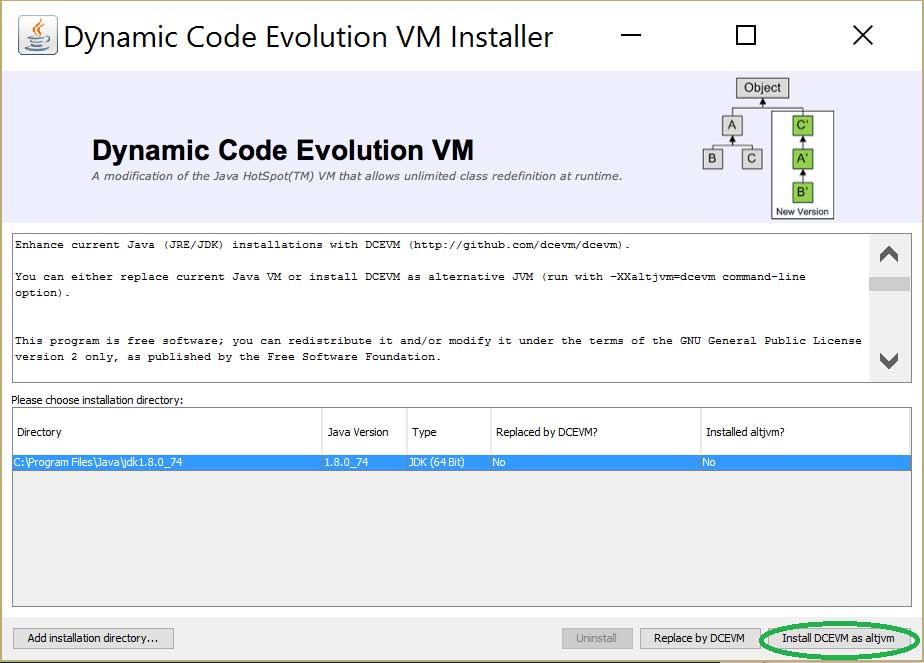 Dynamic Code Evolution VM Installer
Object
A
C'
B
C
A'
B'
New Version
Dynamic Code Evolution VM
A modification of the Java HotSpot(TM) VM that allows unlimited class redefinition at runtime.
Enhance current Java (JRE/JDK) installations with DCEVM (http://github.com/dcevm/dcevm).
You can either replace current Java VM or install DCEVM as alternative JVM (run with -XXaltjvm=dcevm command-line
option).
This program is free software; you can redistribute it and/or modify it under the terms of the GNU General Public License
version 2 only, as published by the Free Software Foundation.
Please choose installation directory:
Directory Java Version Type Replaced by DCEVM? Installed altjvm?
C:\Program Files\Java\jdk1.8.0_74 1.8.0_74 JDK (64 Bit) No No
Add installation directory... Uninstall Replace by DCEVM Install DCEVM as altjvm